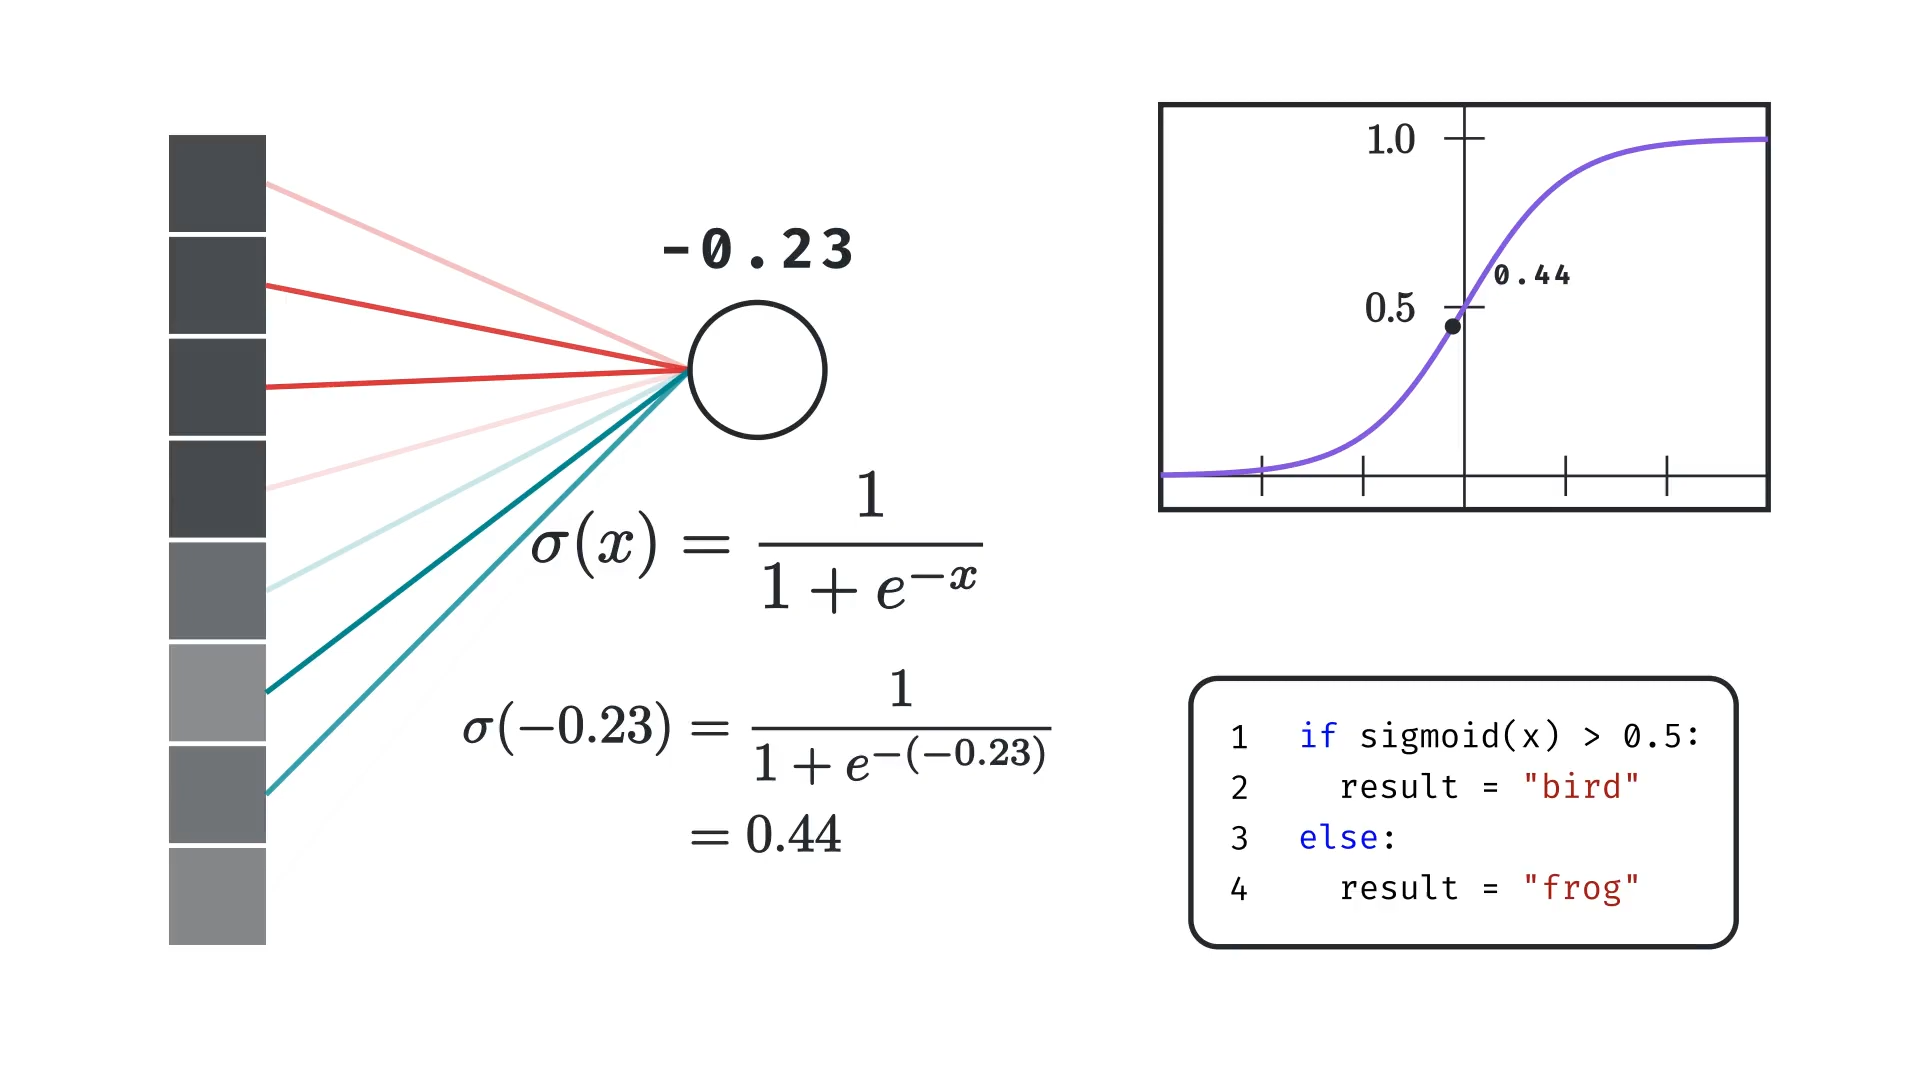 -0.23
σ(x) = 1 / (1 + e^{-x})
σ(-0.23) = 1 / (1 + e^{-(-0.23)})
= 0.44
1.0
0.5
0.44
1 if sigmoid(x) > 0.5:
2   result = "bird"
3 else:
4   result = "frog"